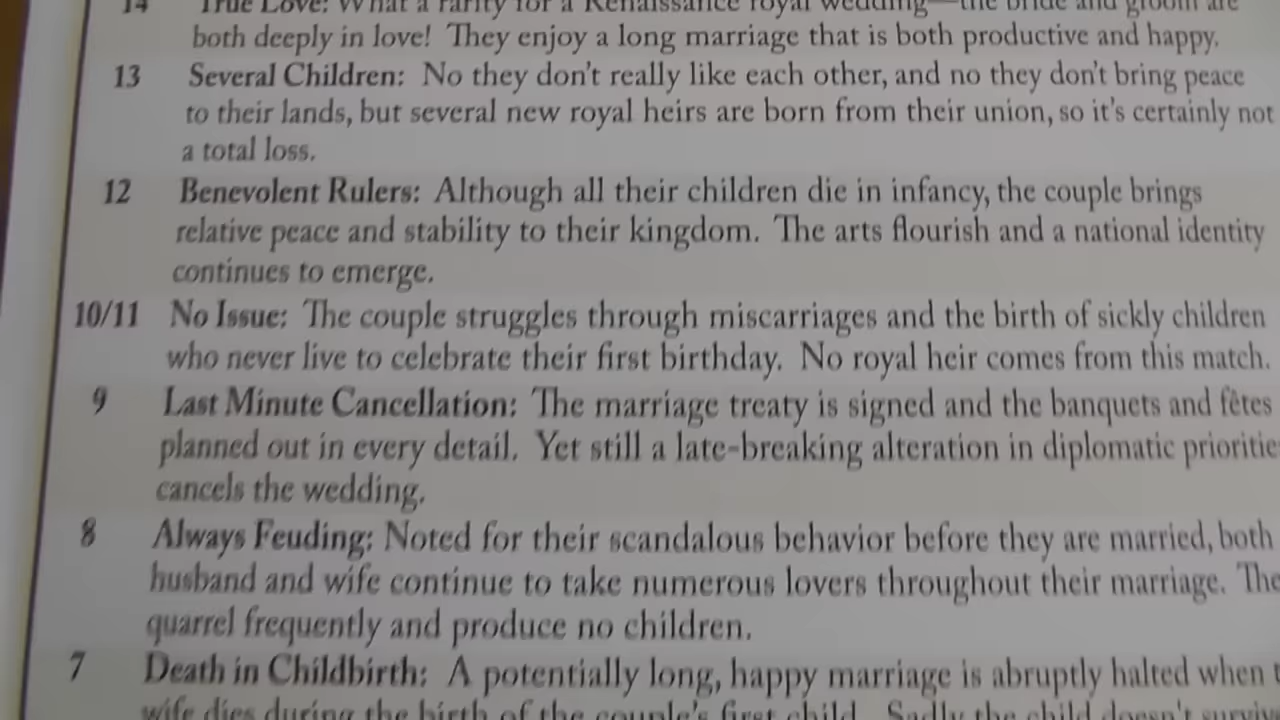 14 True Love: What a rarity for a Renaissance royal wedding—the bride and groom are
both deeply in love! They enjoy a long marriage that is both productive and happy.
13 Several Children: No they don't really like each other, and no they don't bring peace
to their lands, but several new royal heirs are born from their union, so it's certainly not
a total loss.
12 Benevolent Rulers: Although all their children die in infancy, the couple brings
relative peace and stability to their kingdom. The arts flourish and a national identity
continues to emerge.
10/11 No Issue: The couple struggles through miscarriages and the birth of sickly children
who never live to celebrate their first birthday. No royal heir comes from this match.
9 Last Minute Cancellation: The marriage treaty is signed and the banquets and fêtes
planned out in every detail. Yet still a late-breaking alteration in diplomatic prioritie
cancels the wedding.
8 Always Feuding: Noted for their scandalous behavior before they are married, both
husband and wife continue to take numerous lovers throughout their marriage. The
quarrel frequently and produce no children.
7 Death in Childbirth: A potentially long, happy marriage is abruptly halted when t
wife dies during the birth of the couple's first child. Sadly the child doesn't survive